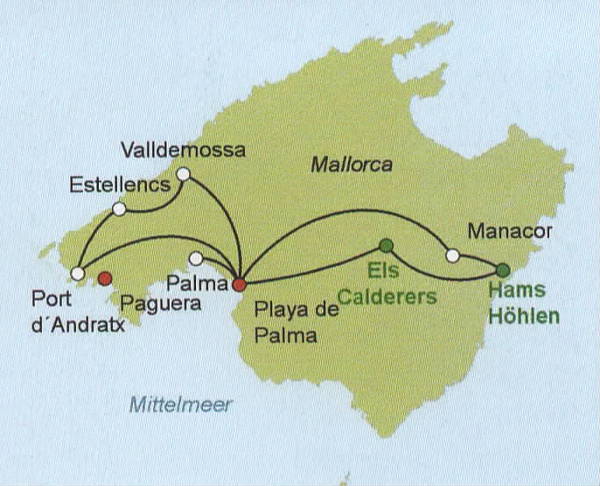 Valldemossa
Mallorca
Estellencs
Manacor
Els
Calderers
Hams
Höhlen
Palma
Paguera
Port
d´Andratx
Playa de
Palma
Mittelmeer